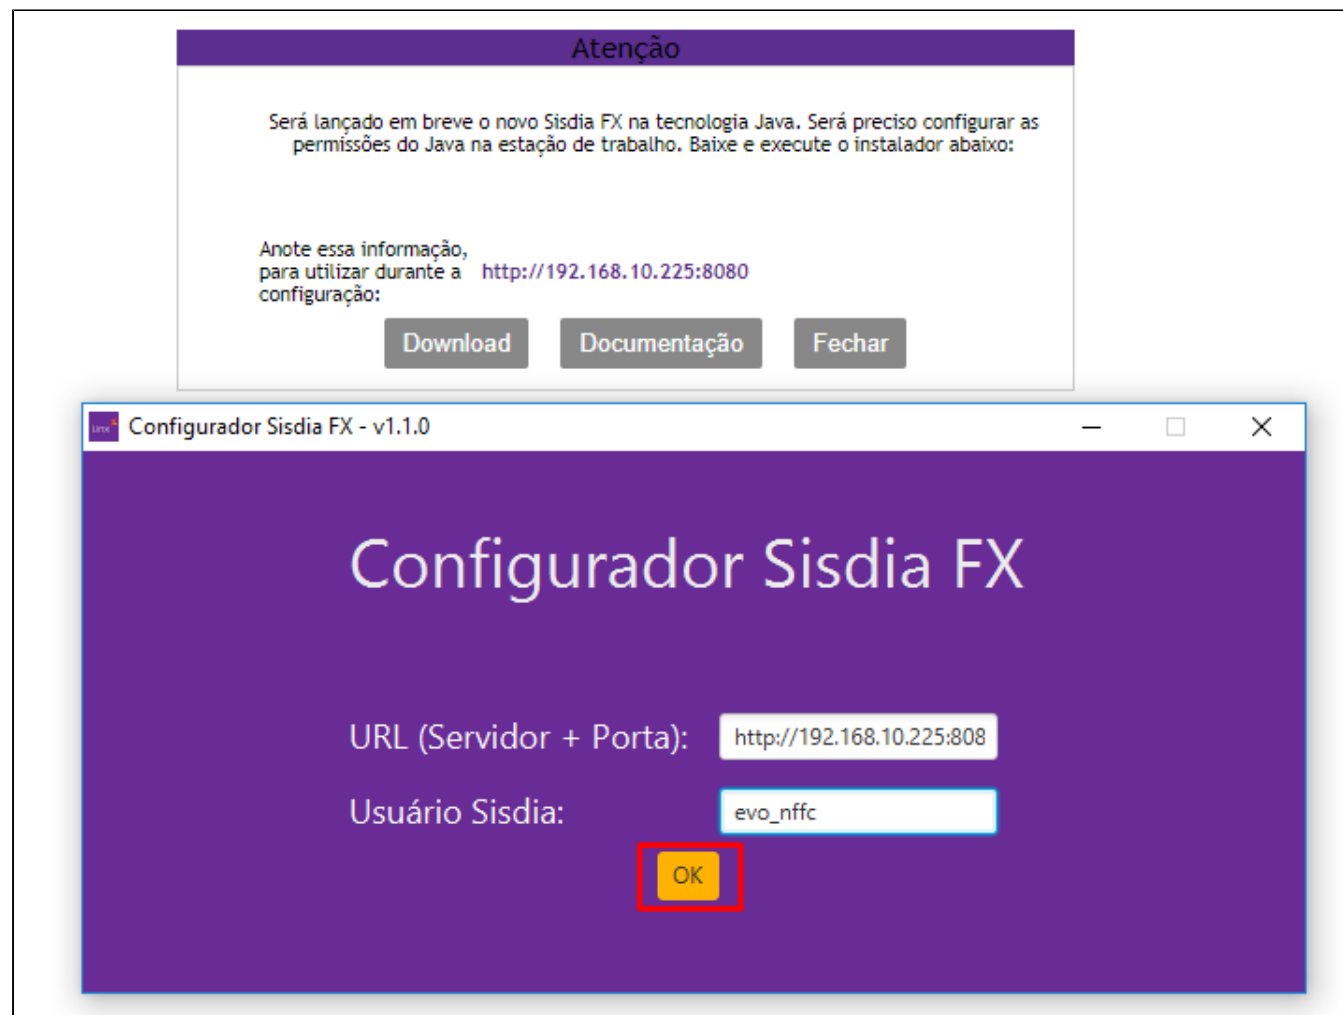 Atenção
Será lançado em breve o novo Sisdia FX na tecnologia Java. Será preciso configurar as
permissões do Java na estação de trabalho. Baixe e execute o instalador abaixo:
Anote essa informação,
para utilizar durante a http://192.168.10.225:8080
configuração:
Download Documentação Fechar
Linx Configurador Sisdia FX - v1.1.0
Configurador Sisdia FX
URL (Servidor + Porta): http://192.168.10.225:808
Usuário Sisdia: evo_nffc
OK